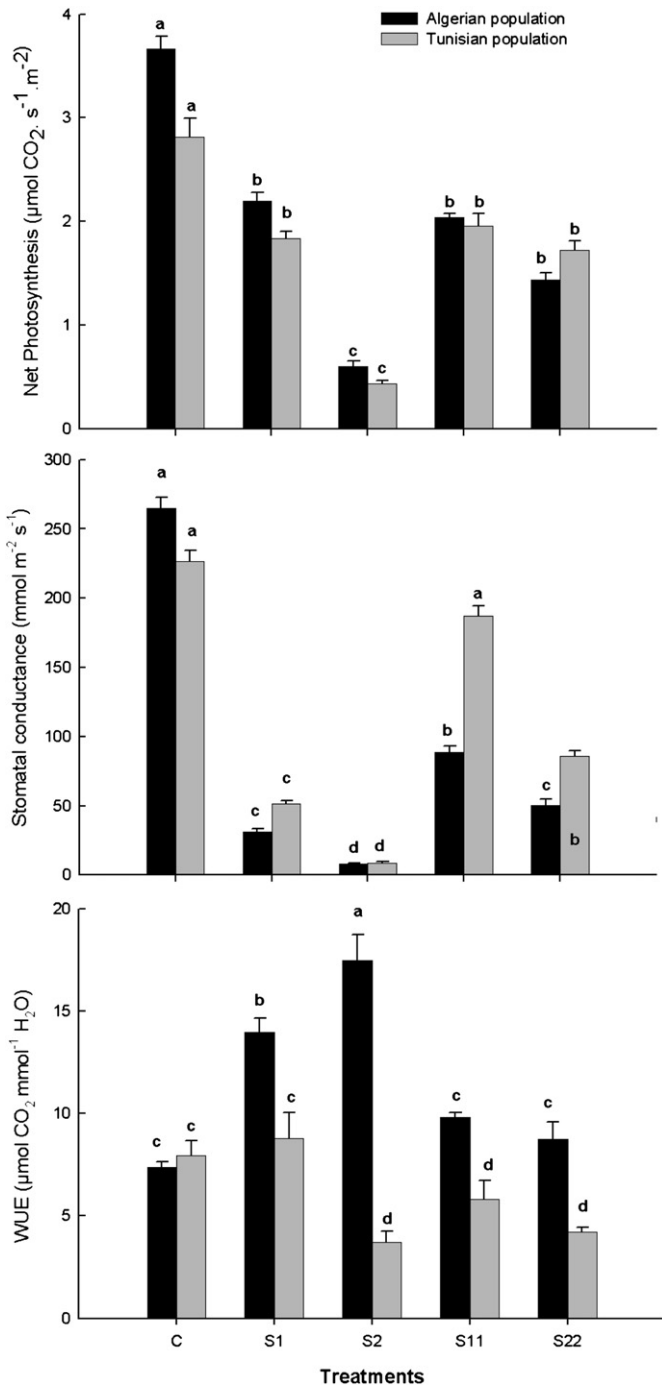 Algerian population
Tunisian population
Net Photosynthesis (µmol CO2. s-1.m-2)
4
3
2
1
0
a
a
b
b
c
c
b
b
b
b
Stomatal conductance (mmol m-2 s-1)
300
250
200
150
100
50
0
a
a
c
c
d
d
b
a
c
b
WUE (µmol CO2 mmol-1 H2O)
20
15
10
5
0
c
c
b
c
a
d
c
d
c
d
C S1 S2 S11 S22
Treatments